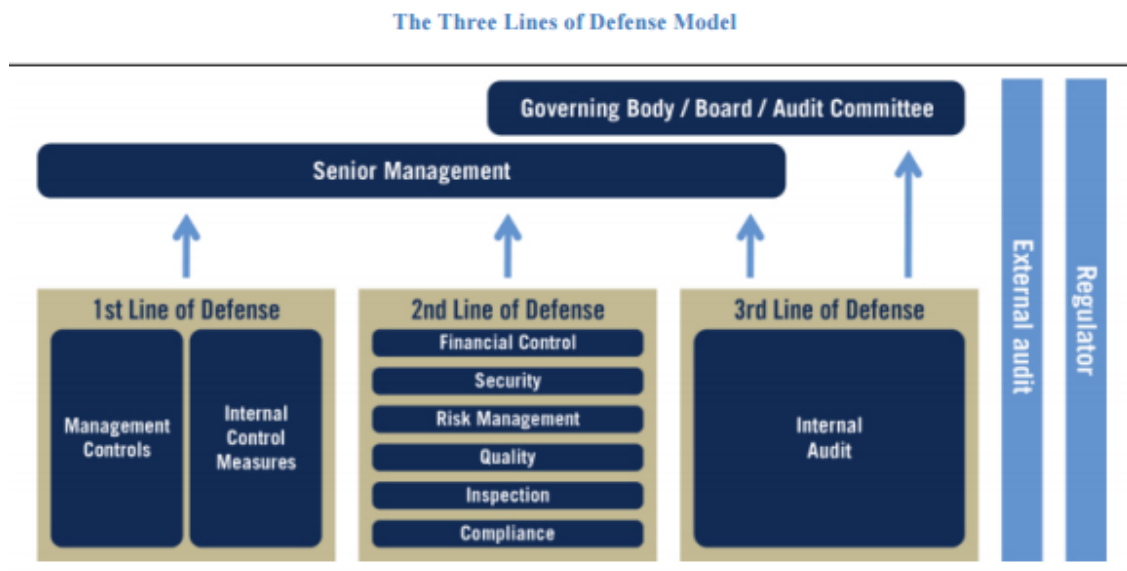 The Three Lines of Defense Model
Governing Body / Board / Audit Committee
Senior Management
1st Line of Defense
Management
Controls
Internal
Control
Measures
2nd Line of Defense
Financial Control
Security
Risk Management
Quality
Inspection
Compliance
3rd Line of Defense
Internal
Audit
External audit
Regulator